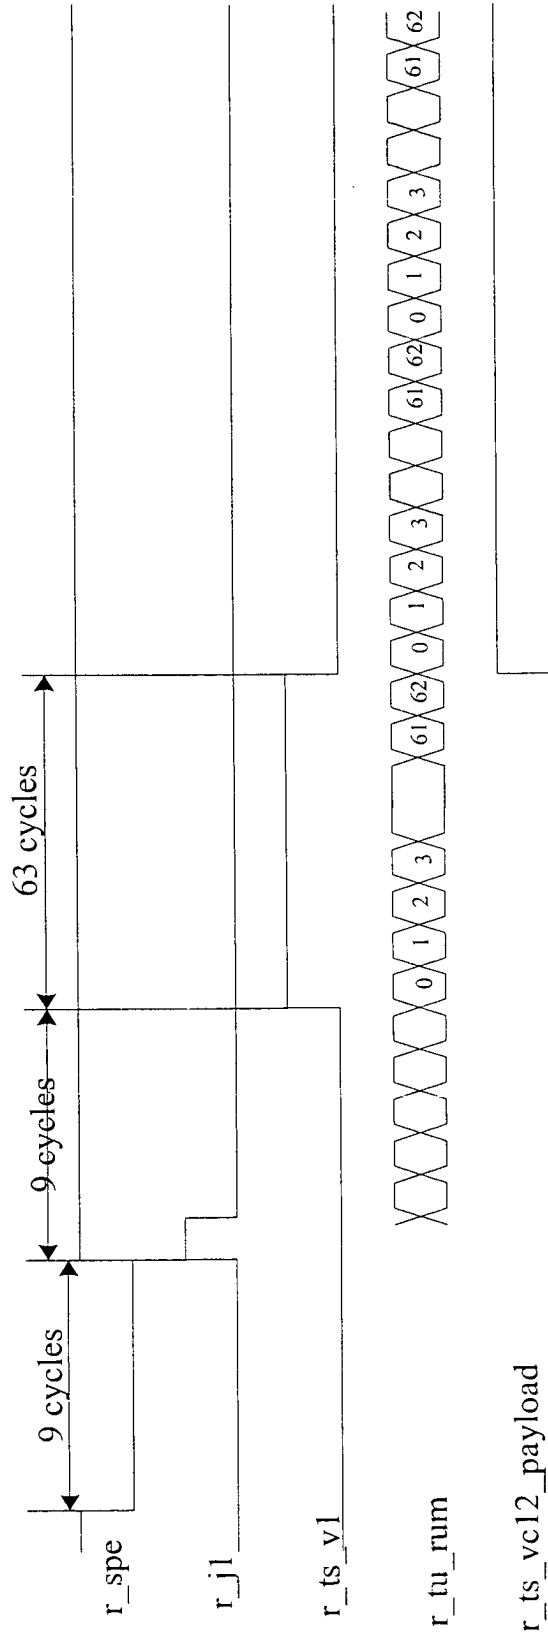 9 cycles
9 cycles
63 cycles
r_spe
r_j1
r_ts_v1
r_tu_rum
0 1 2 3 61 62 0 1 2 3 61 62 0 1 2 3 61 62
r_ts_vc12_payload